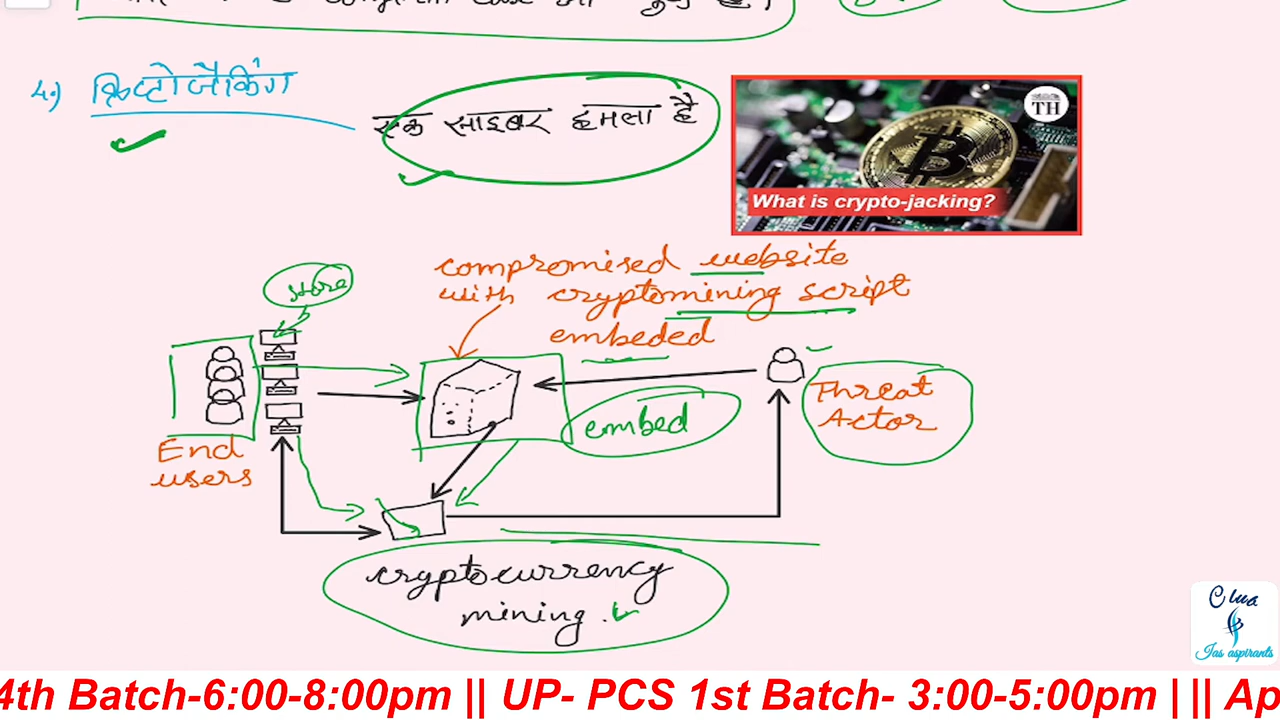 4.) क्रिप्टोजैकिंग
एक साइबर हमला है
TH
What is crypto-jacking?
compromised website
with cryptomining script
embeded
store
embed
Threat
Actor
End
users
cryptocurrency
mining.
Clue
Ias aspirants
4th Batch-6:00-8:00pm || UP- PCS 1st Batch- 3:00-5:00pm | || Ap